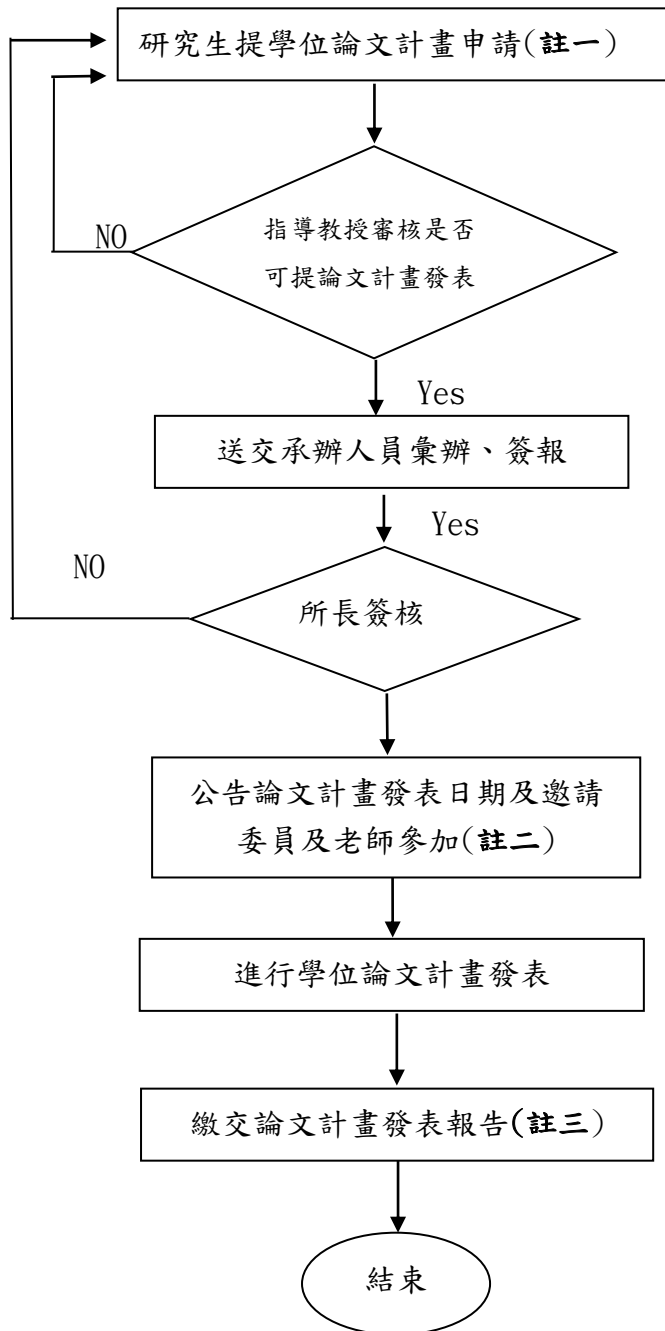 研究生提學位論文計畫申請(註一)
NO
指導教授審核是否
可提論文計畫發表
Yes
送交承辦人員彙辦、簽報
Yes
NO
所長簽核
公告論文計畫發表日期及邀請
委員及老師參加(註二)
進行學位論文計畫發表
繳交論文計畫發表報告(註三)
結束